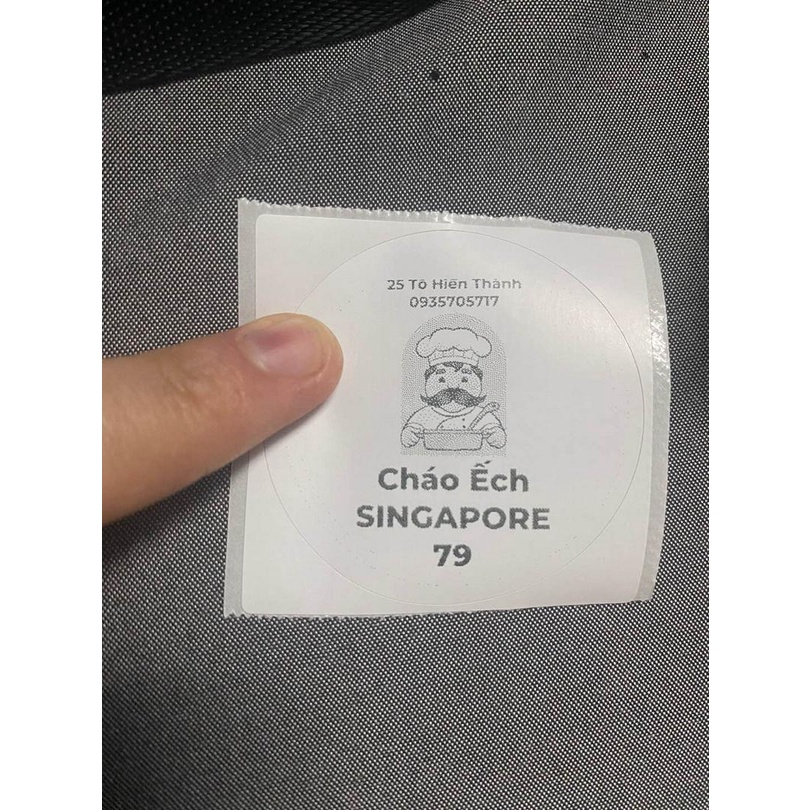 25 Tô Hiến Thành
0935705717
Cháo Ếch
SINGAPORE
79